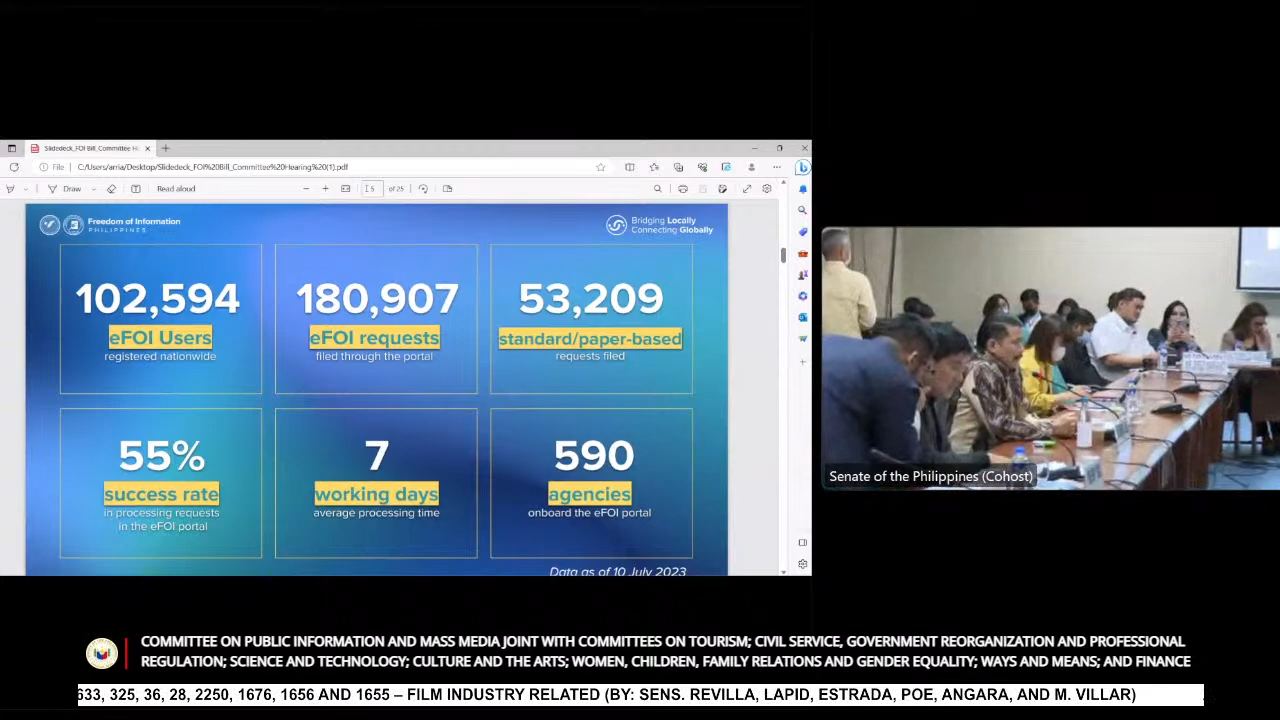 Slidedeck_FOI Bill_Committee H
File
C:/Users/arria/Desktop/Slidedeck_FOI%20Bill_Committee%20Hearing%20(1).pdf
Draw
Read aloud
5
of 25
Freedom of Information
PHILIPPINES
Bridging Locally
Connecting Globally
102,594
eFOI Users
registered nationwide
180,907
eFOI requests
filed through the portal
53,209
standard/paper-based
requests filed
55%
success rate
in processing requests
in the eFOI portal
7
working days
average processing time
590
agencies
onboard the eFOI portal
Data as of 10 July 2023
Senate of the Philippines (Cohost)
COMMITTEE ON PUBLIC INFORMATION AND MASS MEDIA JOINT WITH COMMITTEES ON TOURISM; CIVIL SERVICE, GOVERNMENT REORGANIZATION AND PROFESSIONAL
REGULATION; SCIENCE AND TECHNOLOGY; CULTURE AND THE ARTS; WOMEN, CHILDREN, FAMILY RELATIONS AND GENDER EQUALITY; WAYS AND MEANS; AND FINANCE
633, 325, 36, 28, 2250, 1676, 1656 AND 1655 – FILM INDUSTRY RELATED (BY: SENS. REVILLA, LAPID, ESTRADA, POE, ANGARA, AND M. VILLAR)